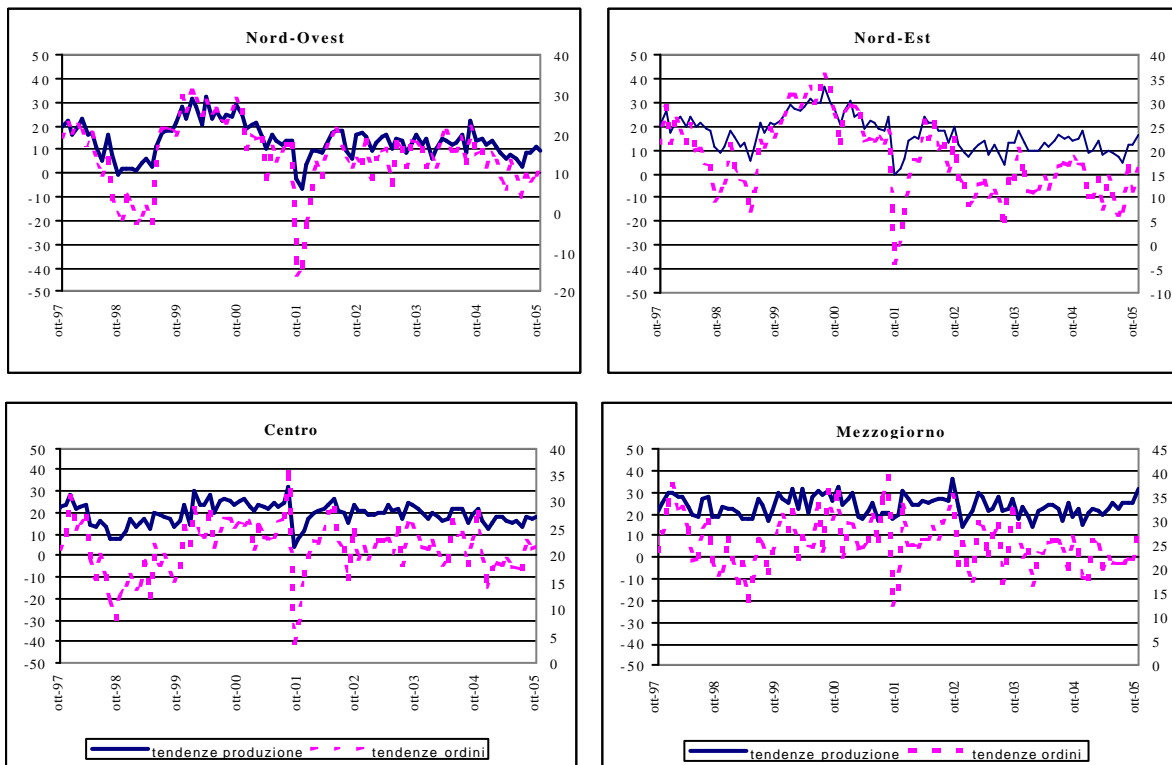 Nord-Ovest
50
40
30
20
10
0
-10
-20
-30
-40
-50
40
30
20
10
0
-10
-20
ott-97
ott-98
ott-99
ott-00
ott-01
ott-02
ott-03
ott-04
ott-05
Nord-Est
50
40
30
20
10
0
-10
-20
-30
-40
-50
40
35
30
25
20
15
10
5
0
-5
-10
ott-97
ott-98
ott-99
ott-00
ott-01
ott-02
ott-03
ott-04
ott-05
Centro
50
40
30
20
10
0
-10
-20
-30
-40
-50
40
35
30
25
20
15
10
5
0
ott-97
ott-98
ott-99
ott-00
ott-01
ott-02
ott-03
ott-04
ott-05
tendenze produzione tendenze ordini
Mezzogiorno
50
40
30
20
10
0
-10
-20
-30
-40
-50
45
40
35
30
25
20
15
10
5
0
ott-97
ott-98
ott-99
ott-00
ott-01
ott-02
ott-03
ott-04
ott-05
tendenze produzione tendenze ordini